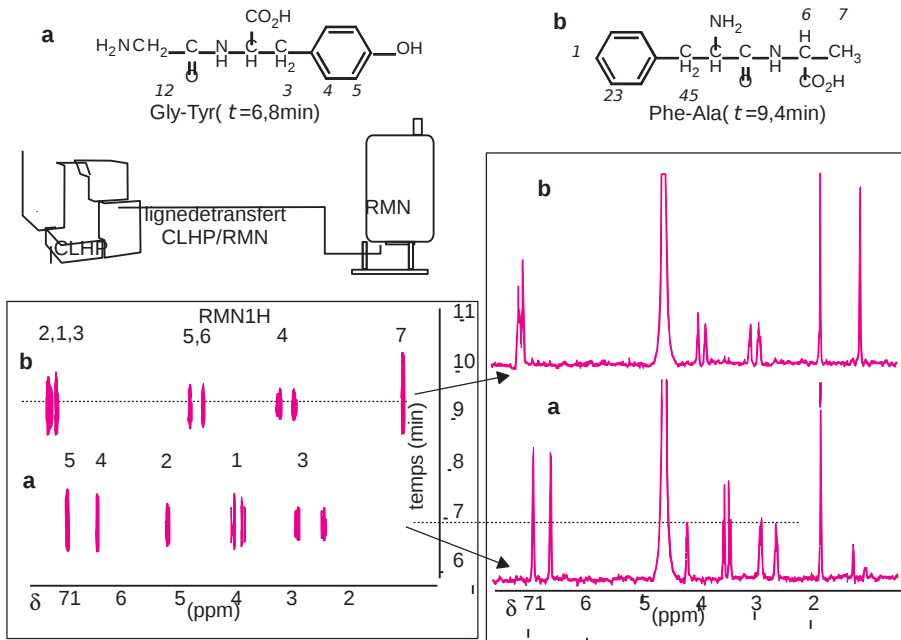 a
CO₂H
H₂NCH₂
C
N
C
C
OH
O
H
H
H₂
12
3
4
5
Gly-Tyr( t=6,8min)
b
6
7
NH₂
H
1
C
C
C
N
C
CH₃
H₂
H
O
H
CO₂H
23
45
Phe-Ala( t=9,4min)
CLHP
lignedetransfert
CLHP/RMN
RMN
RMN1H
2,1,3
5,6
4
7
b
5
4
2
1
3
a
11
10
9
8
7
6
temps (min)
δ
71
6
5
4
3
2
(ppm)
b
a
δ
71
6
5
4
3
2
(ppm)